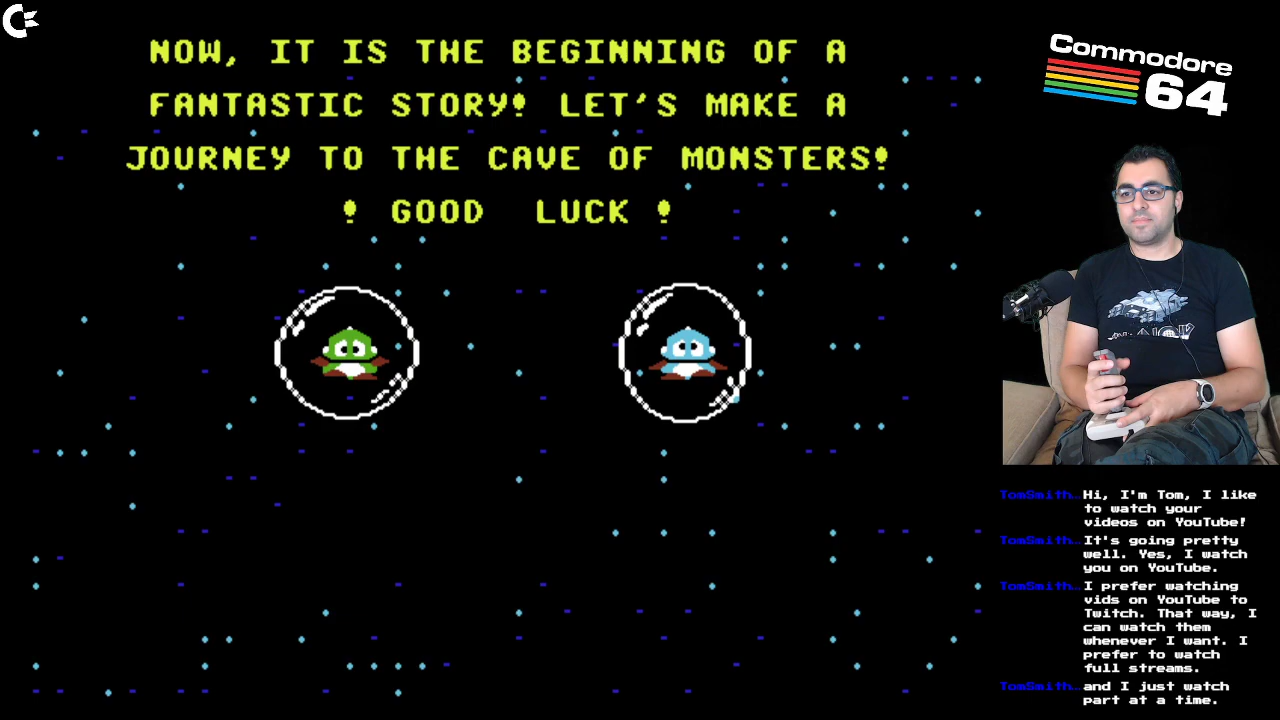 NOW, IT IS THE BEGINNING OF A
FANTASTIC STORY! LET'S MAKE A
JOURNEY TO THE CAVE OF MONSTERS!
! GOOD LUCK !
Commodore
64
TomSmith… Hi, I'm Tom, I like
to watch your
videos on YouTube!
TomSmith… It's going pretty
well. Yes, I watch
you on YouTube.
TomSmith… I prefer watching
vids on YouTube to
Twitch. That way, I
can watch them
whenever I want. I
prefer to watch
full streams.
TomSmith… and I just watch
part at a time.